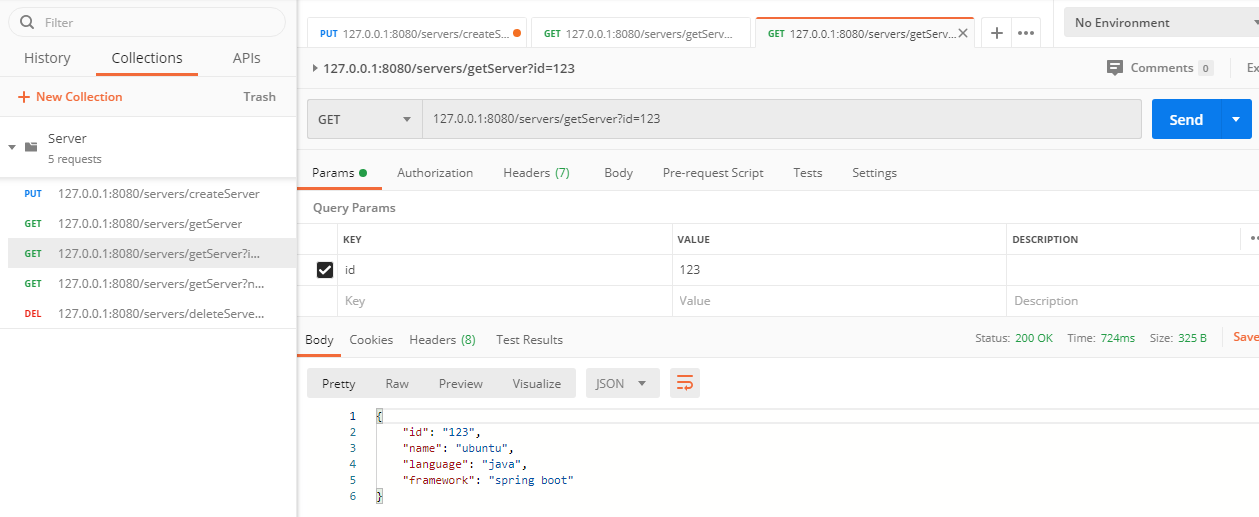 Filter
History Collections APIs
+ New Collection Trash
Server
5 requests
PUT 127.0.0.1:8080/servers/createServer
GET 127.0.0.1:8080/servers/getServer
GET 127.0.0.1:8080/servers/getServer?i...
GET 127.0.0.1:8080/servers/getServer?n...
DEL 127.0.0.1:8080/servers/deleteServe...
PUT 127.0.0.1:8080/servers/createS...
GET 127.0.0.1:8080/servers/getServ...
GET 127.0.0.1:8080/servers/getServ...
No Environment
127.0.0.1:8080/servers/getServer?id=123
Comments 0 Ex
GET 127.0.0.1:8080/servers/getServer?id=123 Send
Params Authorization Headers (7) Body Pre-request Script Tests Settings
Query Params
KEY VALUE DESCRIPTION
id 123
Key Value Description
Body Cookies Headers (8) Test Results Status: 200 OK Time: 724ms Size: 325 B Save
Pretty Raw Preview Visualize JSON
1 {
2 "id": "123",
3 "name": "ubuntu",
4 "language": "java",
5 "framework": "spring boot"
6 }